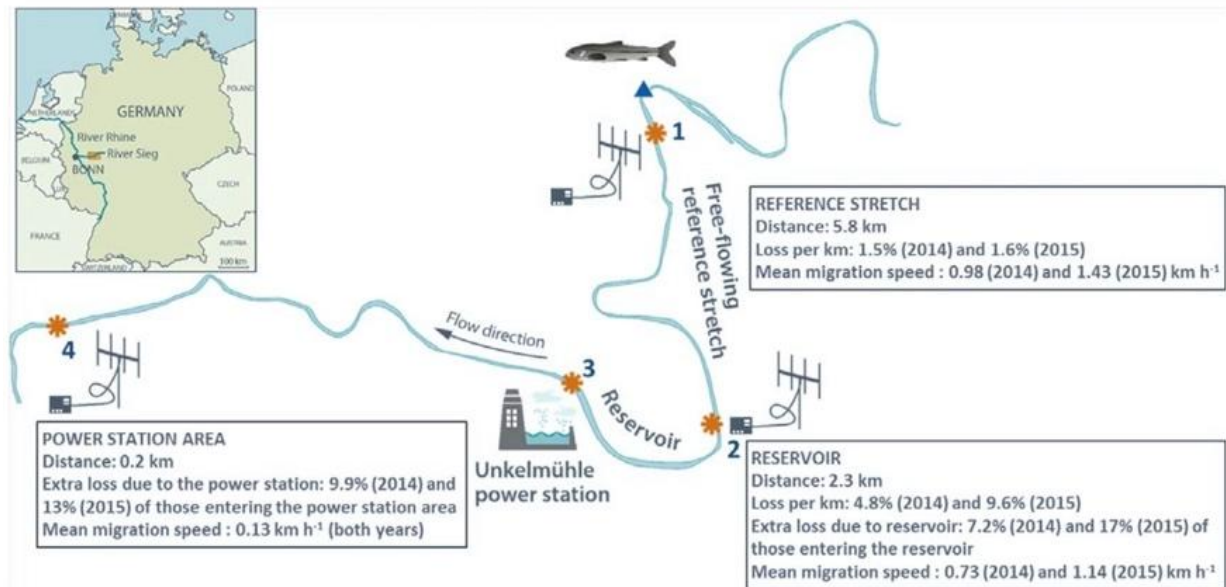 GERMANY
NETHERLANDS
POLAND
River Rhine
River Sieg
BONN
BELGIUM
CZECH
FRANCE
AUSTRIA
SWITZERLAND
100 km
1
Free-flowing
reference stretch
REFERENCE STRETCH
Distance: 5.8 km
Loss per km: 1.5% (2014) and 1.6% (2015)
Mean migration speed : 0.98 (2014) and 1.43 (2015) km h⁻¹
4
Flow direction
3
Reservoir
2
Unkelmühle
power station
POWER STATION AREA
Distance: 0.2 km
Extra loss due to the power station: 9.9% (2014) and
13% (2015) of those entering the power station area
Mean migration speed : 0.13 km h⁻¹ (both years)
RESERVOIR
Distance: 2.3 km
Loss per km: 4.8% (2014) and 9.6% (2015)
Extra loss due to reservoir: 7.2% (2014) and 17% (2015) of
those entering the reservoir
Mean migration speed : 0.73 (2014) and 1.14 (2015) km h⁻¹